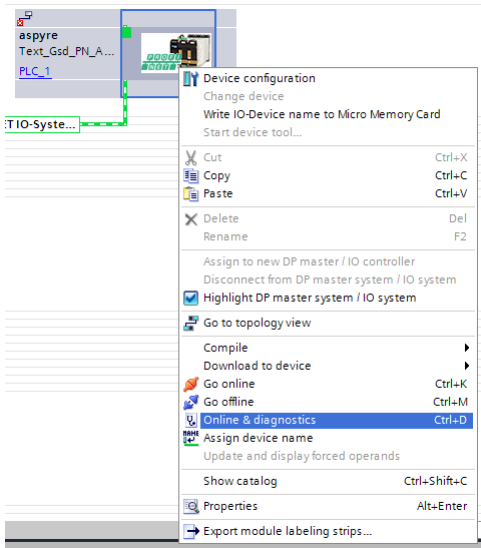 aspyre
Text_Gsd_PN_A...
PLC_1
PROFI
NET
ET IO-Syste...
Device configuration
Change device
Write IO-Device name to Micro Memory Card
Start device tool...
Cut Ctrl+X
Copy Ctrl+C
Paste Ctrl+V
Delete Del
Rename F2
Assign to new DP master / IO controller
Disconnect from DP master system / IO system
Highlight DP master system / IO system
Go to topology view
Compile
Download to device
Go online Ctrl+K
Go offline Ctrl+M
Online & diagnostics Ctrl+D
NAME Assign device name
Update and display forced operands
Show catalog Ctrl+Shift+C
Properties Alt+Enter
Export module labeling strips...